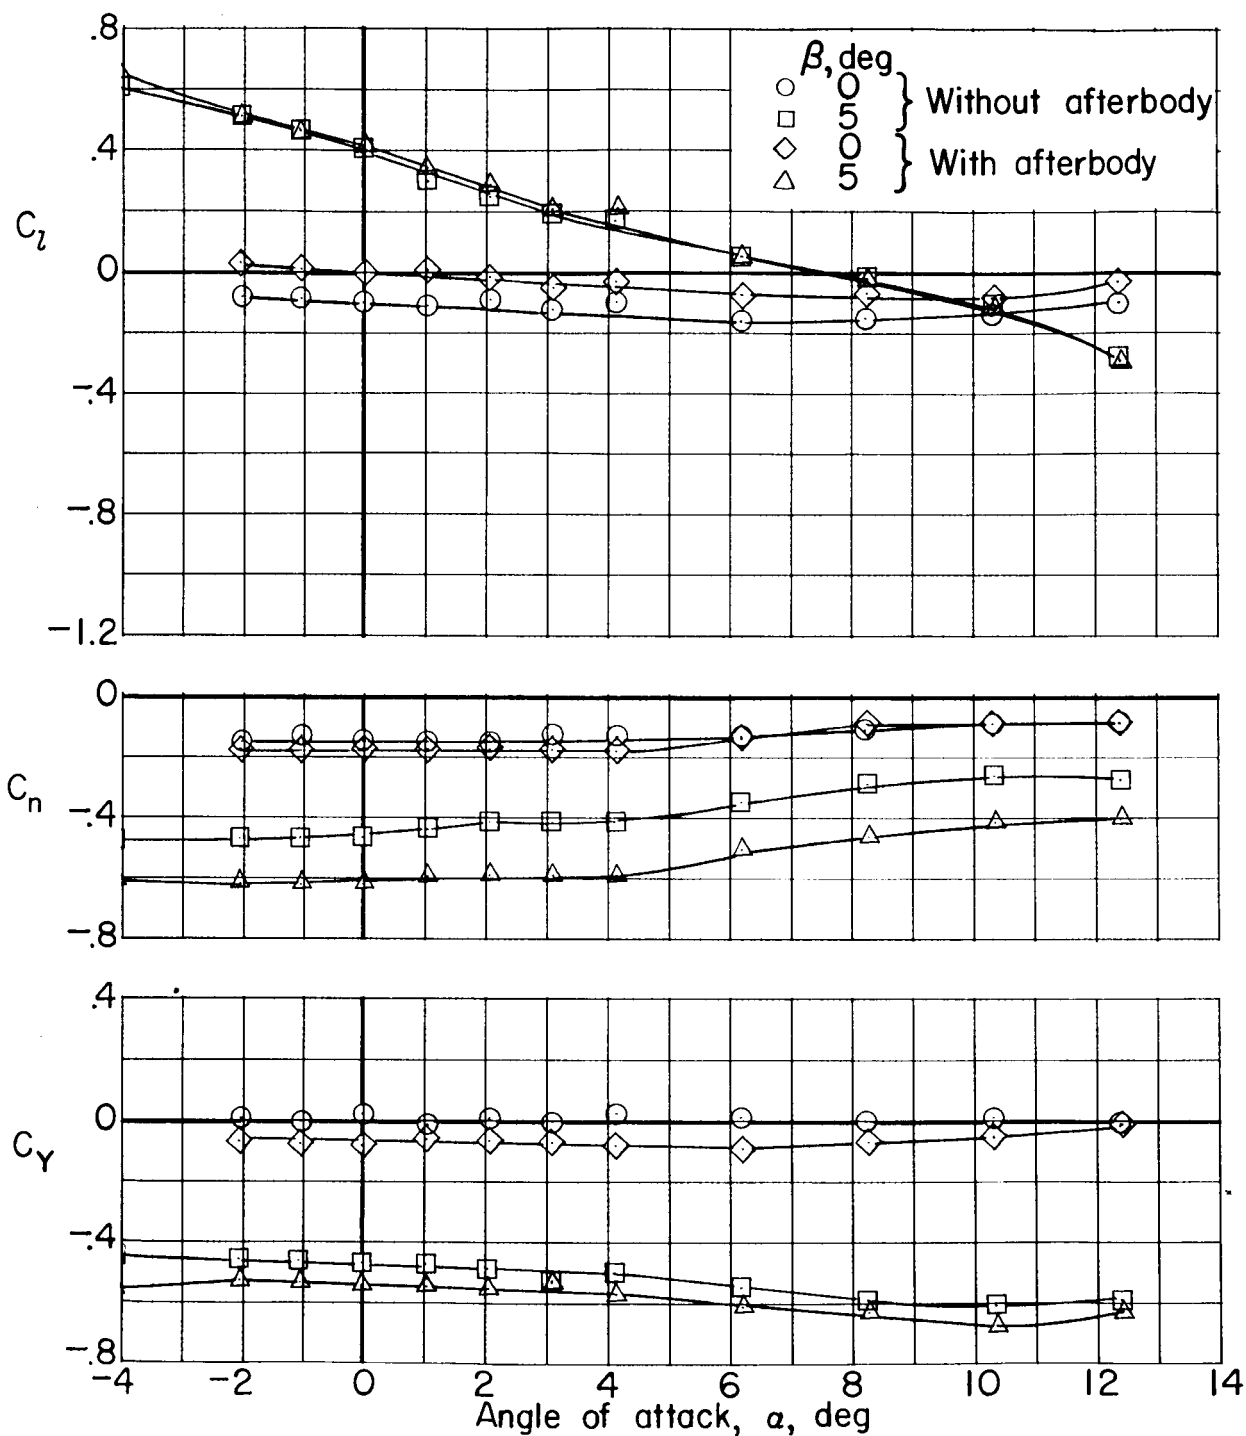 .8
.4
0
-.4
-.8
-1.2
C_l
β, deg
○ 0
□ 5
} Without afterbody
◇ 0
△ 5
} With afterbody
0
-.4
-.8
C_n
.4
0
-.4
-.8
C_Y
-4 -2 0 2 4 6 8 10 12 14
Angle of attack, α, deg